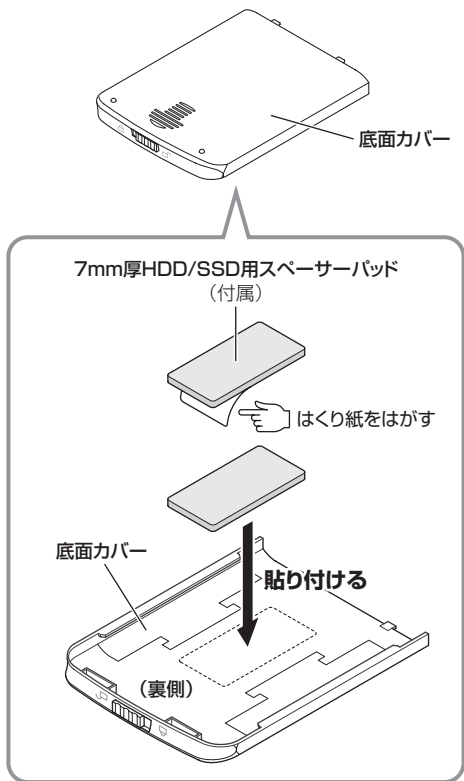 底面カバー
7mm厚HDD/SSD用スペーサーパッド
（付属）
はくり紙をはがす
底面カバー
貼り付ける
（裏側）